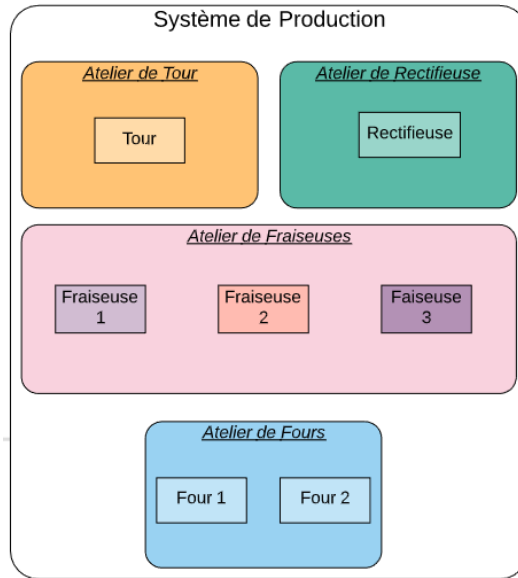 Système de Production
Atelier de Tour
Atelier de Rectifieuse
Tour
Rectifieuse
Atelier de Fraiseuses
Fraiseuse
1
Fraiseuse
2
Faiseuse
3
Atelier de Fours
Four 1
Four 2